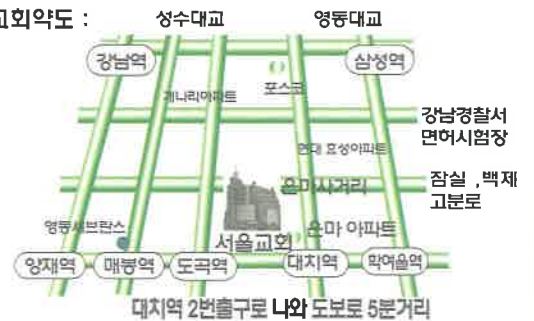 교회약도 :
성수대교
영동대교
강남역
삼성역
포스코
개나리아파트
강남경찰서
면허시험장
현대 효성아파트
잠실 ,백제
고분로
은마사거리
영동세브란스
은마 아파트
서울교회
양재역
매봉역
도곡역
대치역
학여울역
대치역 2번출구로 나와 도보로 5분거리